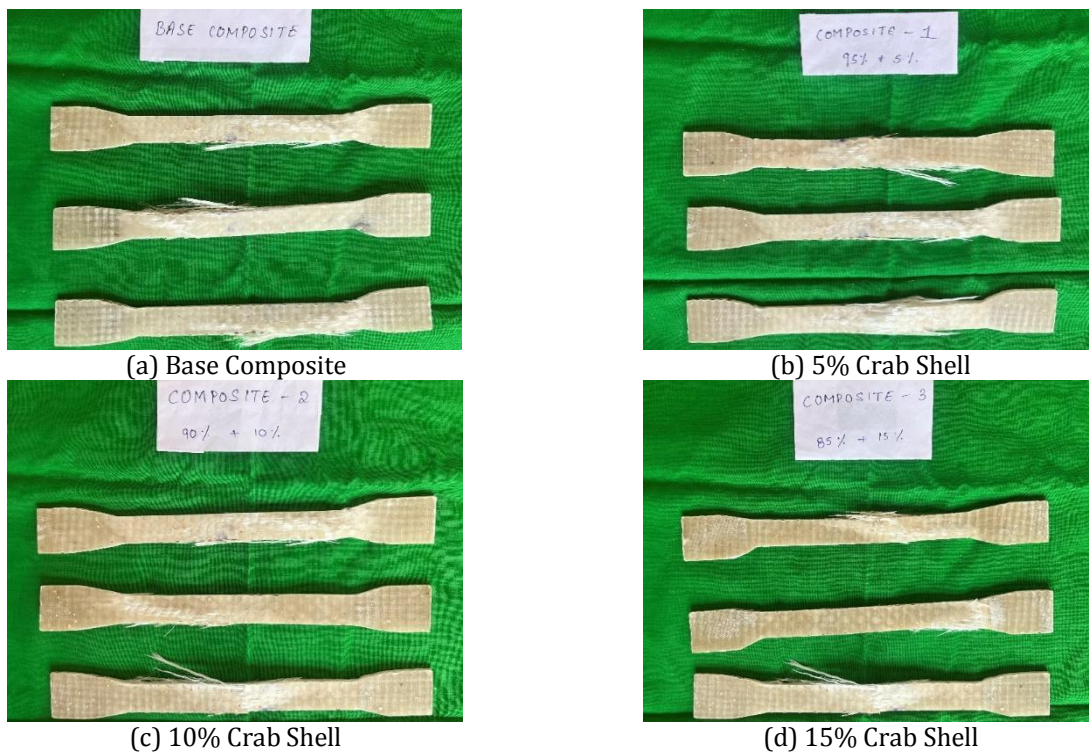 BASE COMPOSITE
(a) Base Composite
COMPOSITE - 1
95% + 5%
(b) 5% Crab Shell
COMPOSITE - 2
90% + 10%
(c) 10% Crab Shell
COMPOSITE - 3
85% + 15%
(d) 15% Crab Shell